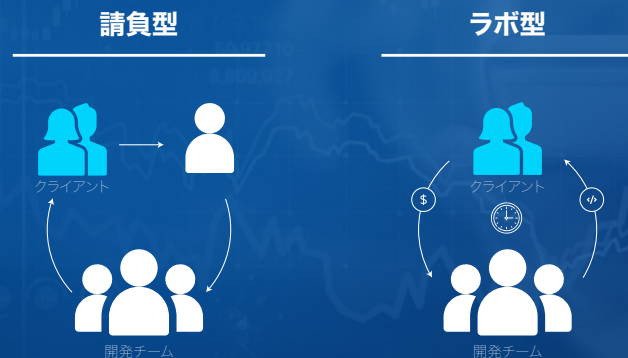 請負型
ラボ型
クライアント
クライアント
$
</>
開発チーム
開発チーム